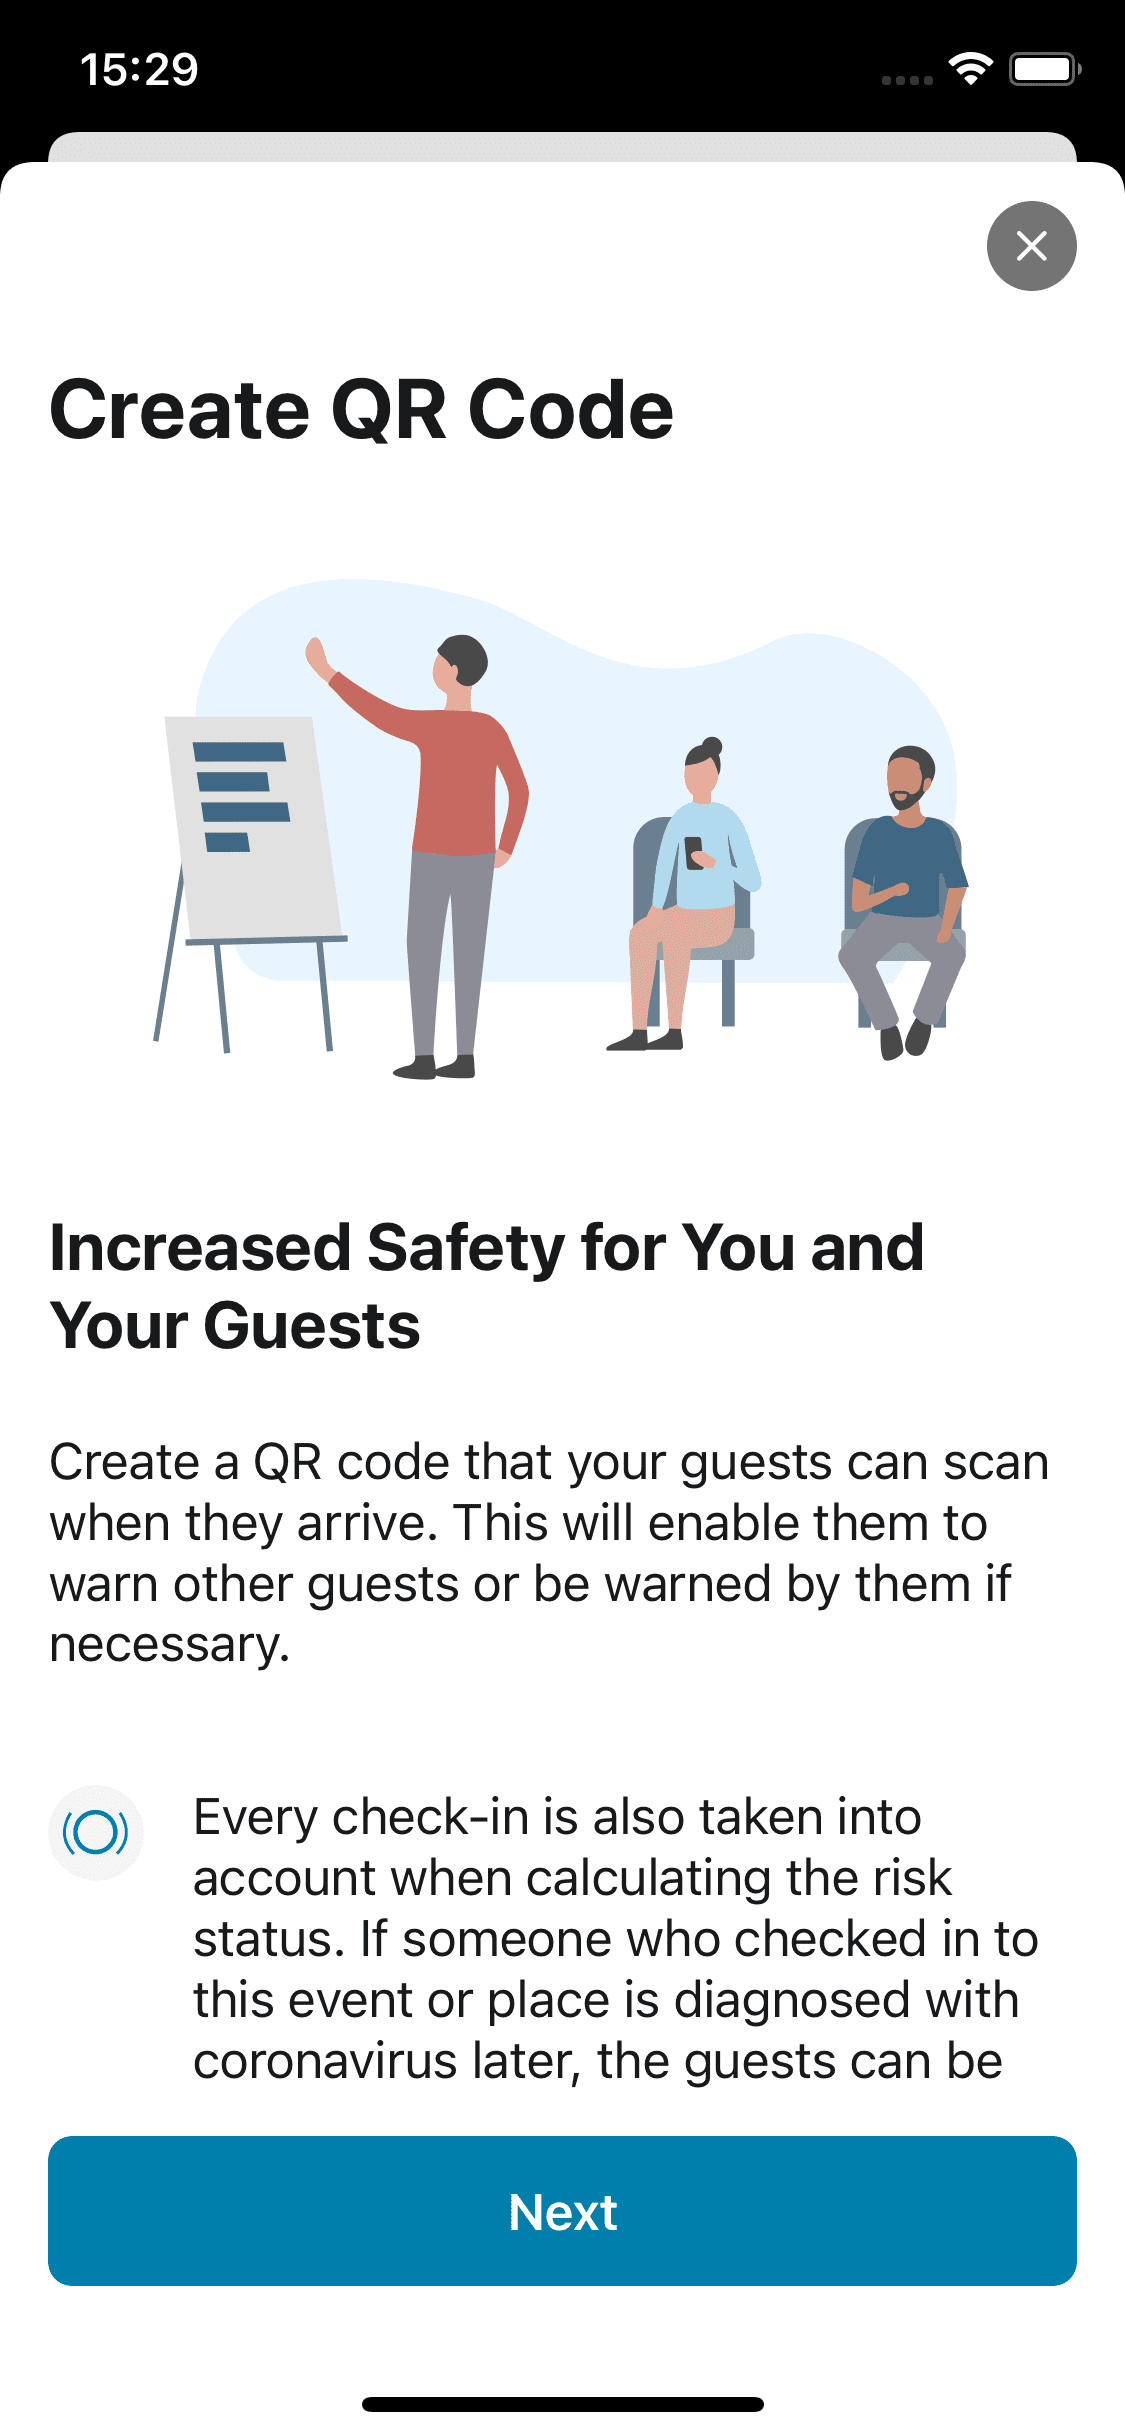 15:29
Create QR Code
Increased Safety for You and
Your Guests
Create a QR code that your guests can scan
when they arrive. This will enable them to
warn other guests or be warned by them if
necessary.
Every check-in is also taken into
account when calculating the risk
status. If someone who checked in to
this event or place is diagnosed with
coronavirus later, the guests can be
Next